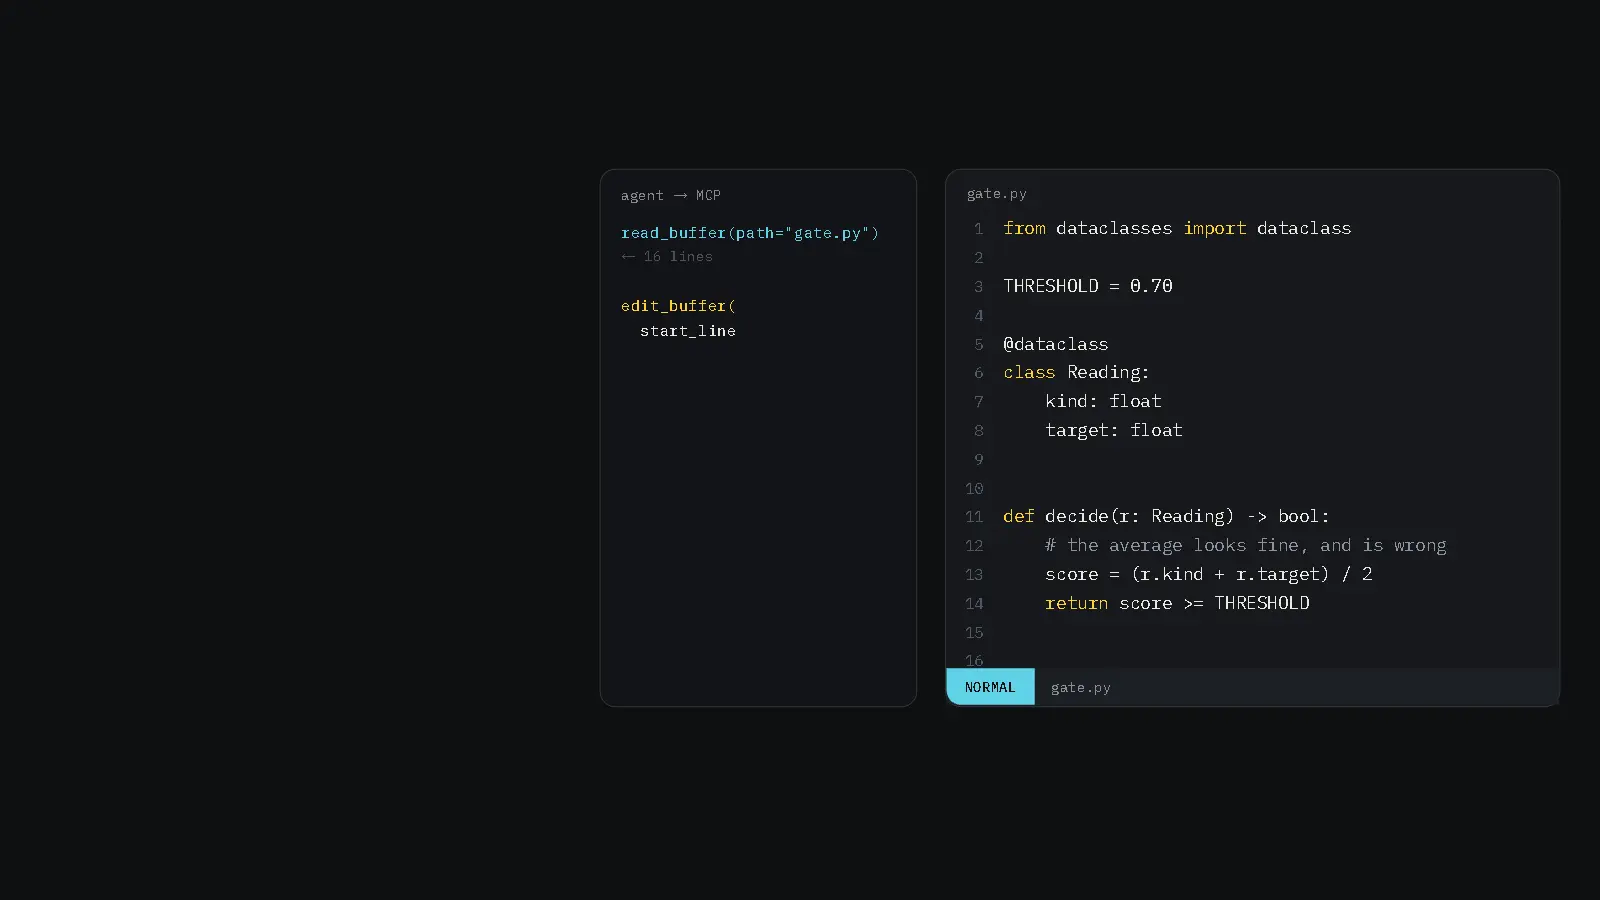 agent → MCP
read_buffer(path="gate.py")
← 16 lines
edit_buffer(
  start_line
gate.py
1 from dataclasses import dataclass
2
3 THRESHOLD = 0.70
4
5 @dataclass
6 class Reading:
7     kind: float
8     target: float
9
10
11 def decide(r: Reading) -> bool:
12     # the average looks fine, and is wrong
13     score = (r.kind + r.target) / 2
14     return score >= THRESHOLD
15
16
NORMAL gate.py